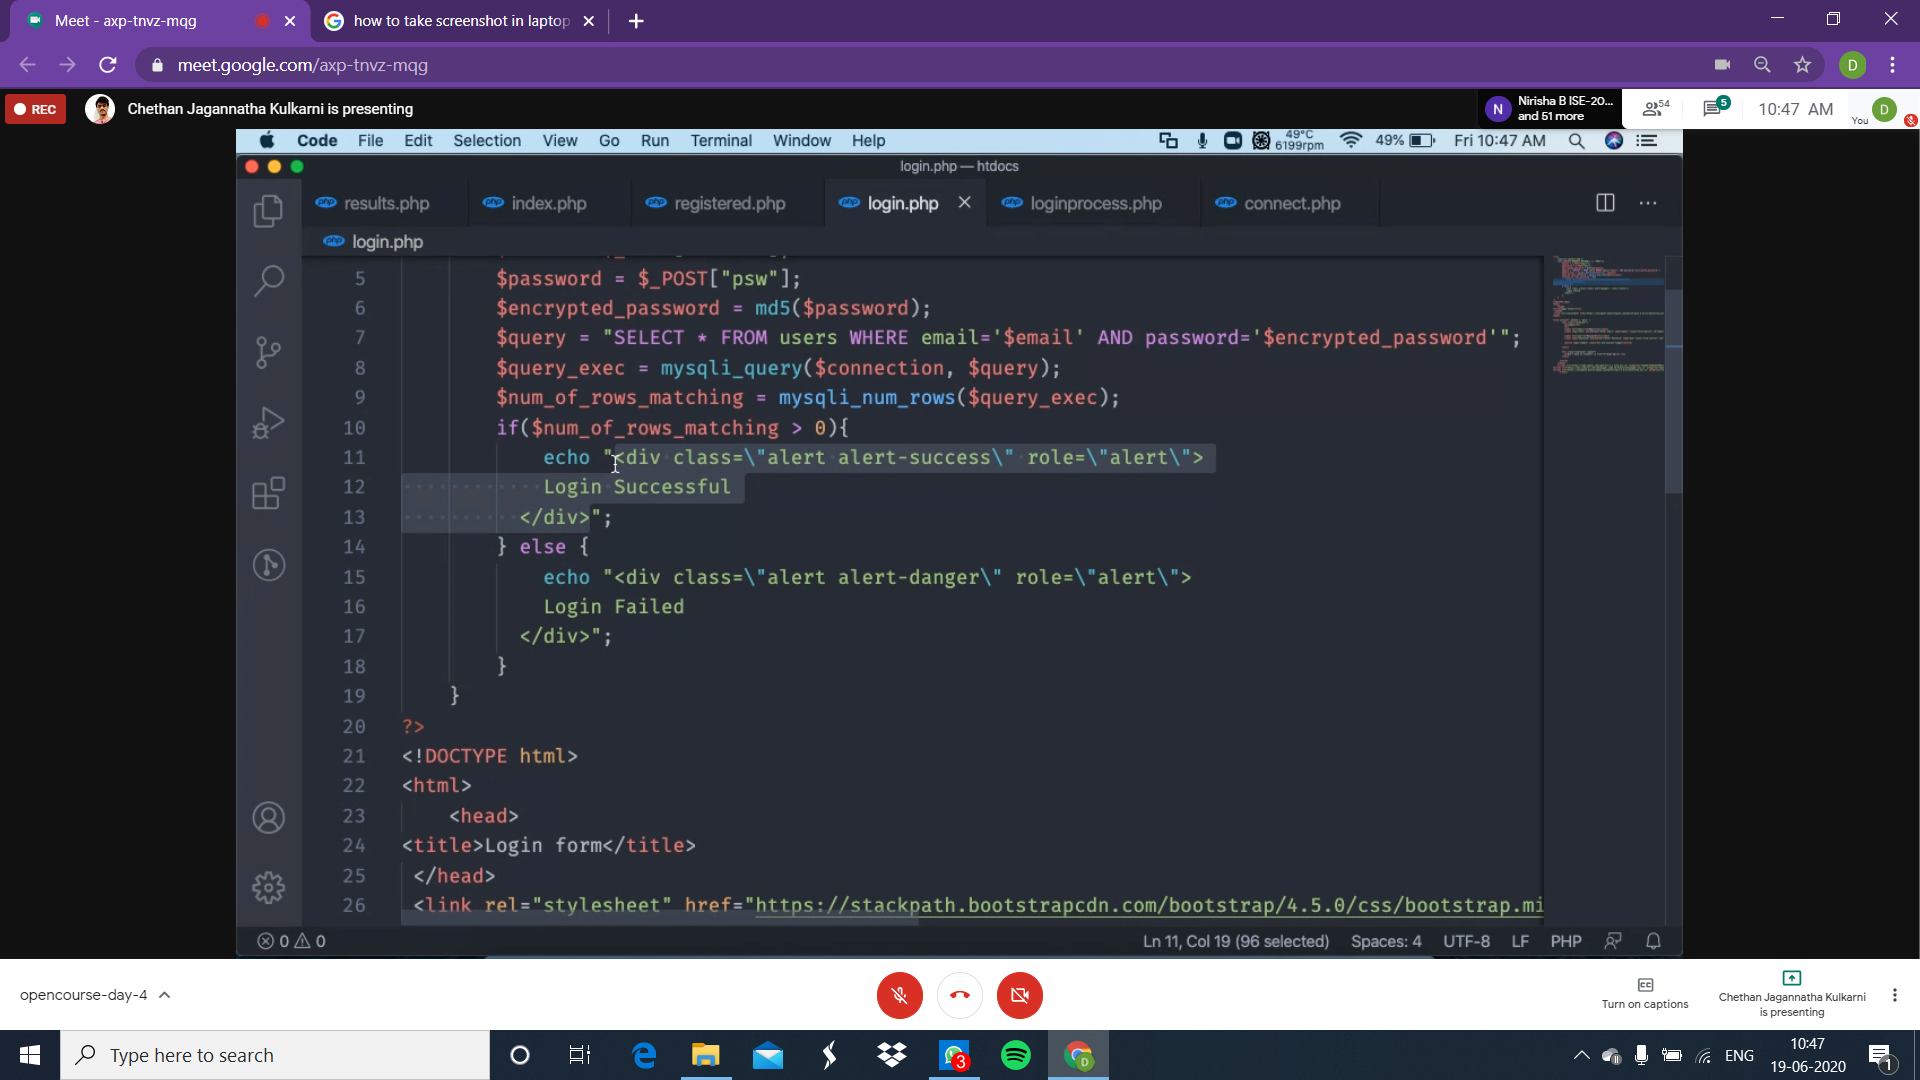 Meet - axp-tnvz-mqg
how to take screenshot in laptop
meet.google.com/axp-tnvz-mqg
D
REC
Chethan Jagannatha Kulkarni is presenting
N
Nirisha B ISE-20...
and 51 more
54
5
10:47 AM
You
D
Code File Edit Selection View Go Run Terminal Window Help
49°C
6199rpm
49%
Fri 10:47 AM
login.php — htdocs
php results.php
php index.php
php registered.php
php login.php
php loginprocess.php
php connect.php
php login.php
5 $password = $_POST["psw"];
6 $encrypted_password = md5($password);
7 $query = "SELECT * FROM users WHERE email='$email' AND password='$encrypted_password'";
8 $query_exec = mysqli_query($connection, $query);
9 $num_of_rows_matching = mysqli_num_rows($query_exec);
10 if($num_of_rows_matching > 0){
11 echo "<div class=\"alert alert-success\" role=\"alert\">
12 Login Successful
13 </div>";
14 } else {
15 echo "<div class=\"alert alert-danger\" role=\"alert\">
16 Login Failed
17 </div>";
18 }
19 }
20 ?>
21 <!DOCTYPE html>
22 <html>
23 <head>
24 <title>Login form</title>
25 </head>
26 <link rel="stylesheet" href="https://stackpath.bootstrapcdn.com/bootstrap/4.5.0/css/bootstrap.mi
0 0
Ln 11, Col 19 (96 selected) Spaces: 4 UTF-8 LF PHP
opencourse-day-4
CC
Turn on captions
Chethan Jagannatha Kulkarni
is presenting
Type here to search
3
D
ENG
10:47
19-06-2020
1